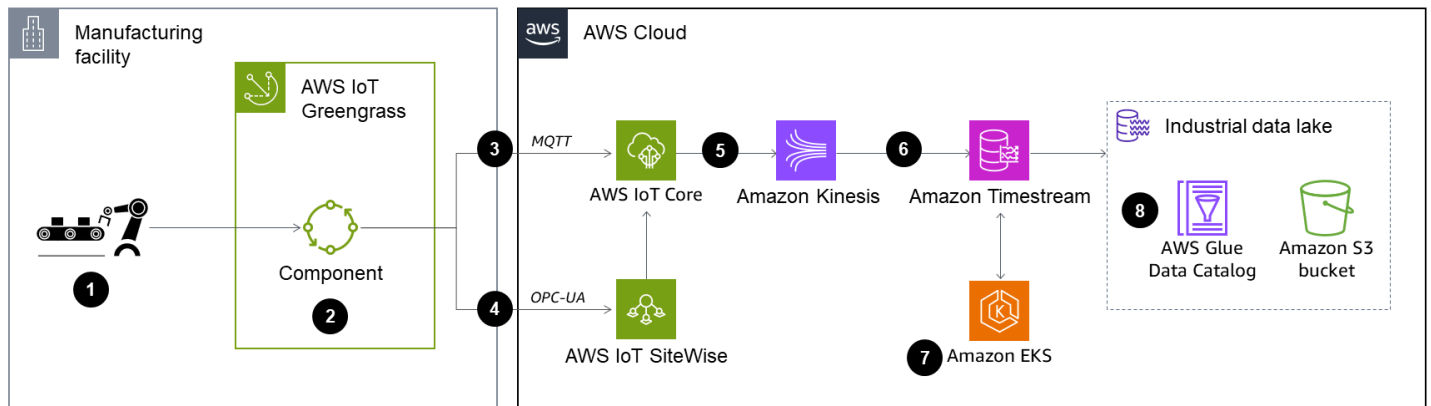 Manufacturing
facility
aws
AWS Cloud
AWS IoT
Greengrass
Industrial data lake
3
MQTT
5
6
AWS IoT Core
Amazon Kinesis
Amazon Timestream
8
AWS Glue
Data Catalog
Amazon S3
bucket
Component
1
2
4
OPC-UA
K
AWS IoT SiteWise
7
Amazon EKS